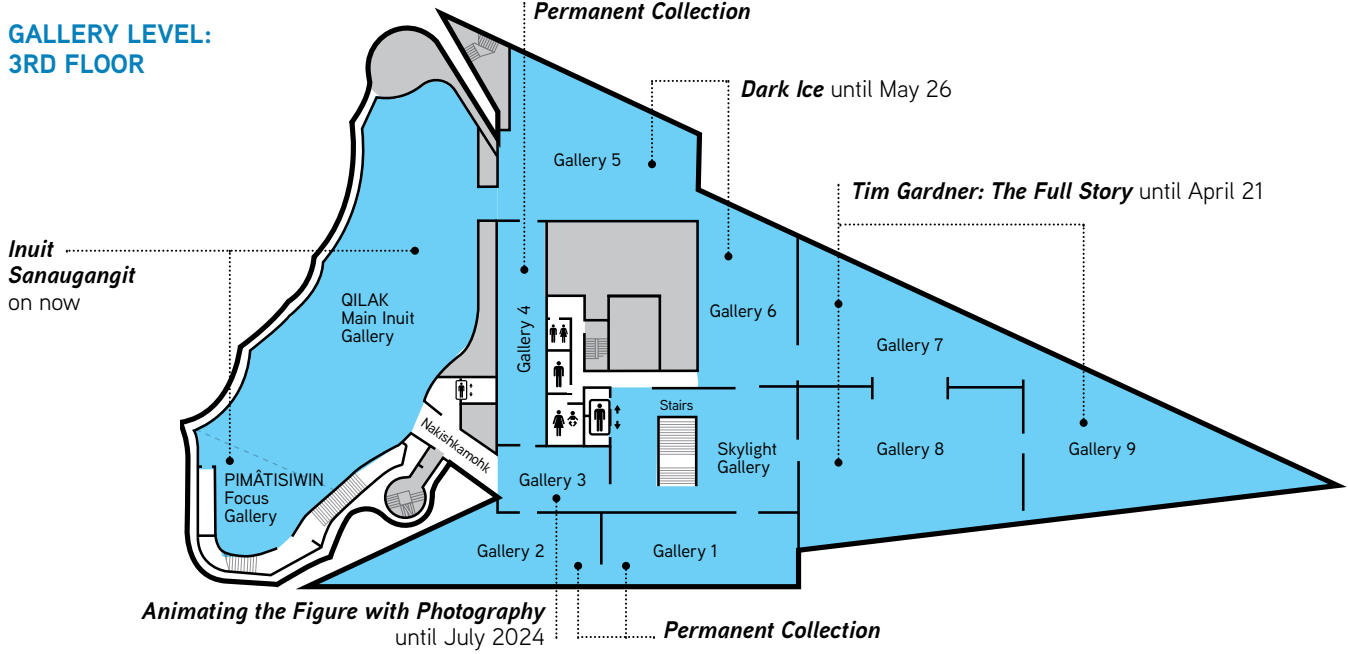 GALLERY LEVEL:
3RD FLOOR
Permanent Collection
Dark Ice until May 26
Gallery 5
Tim Gardner: The Full Story until April 21
Inuit
Sanaugangit
on now
QILAK
Main Inuit
Gallery
Gallery 4
Gallery 6
Gallery 7
Stairs
Nakishkamohk
Skylight
Gallery
Gallery 8
Gallery 9
PIMÂTISIWIN
Focus
Gallery
Gallery 3
Gallery 2
Gallery 1
Animating the Figure with Photography
until July 2024
Permanent Collection